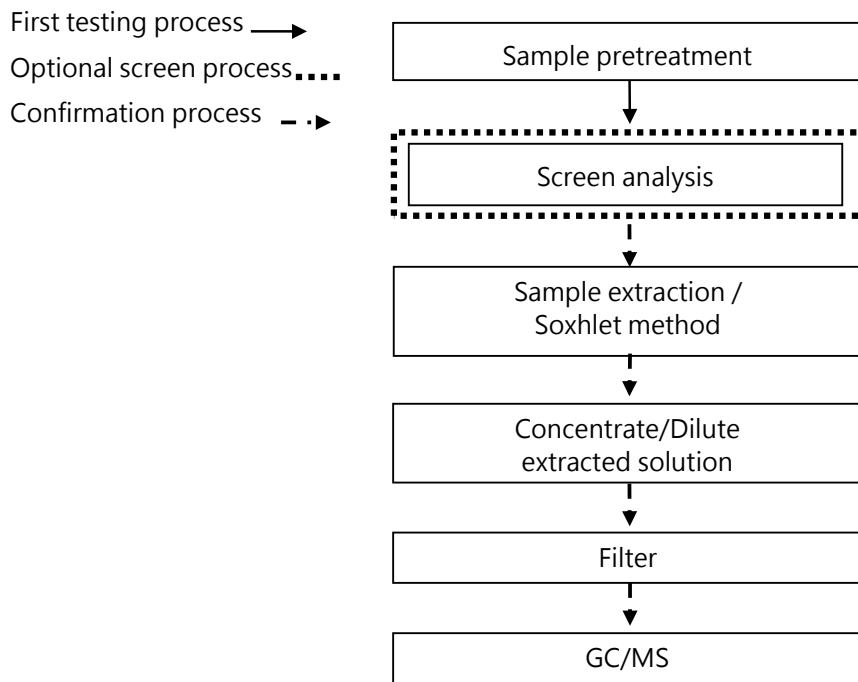 First testing process
Optional screen process
Confirmation process
Sample pretreatment
Screen analysis
Sample extraction /
Soxhlet method
Concentrate/Dilute
extracted solution
Filter
GC/MS